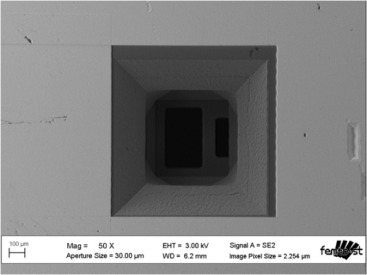 100 µm
Mag = 50 X
EHT = 3.00 kV
Signal A = SE2
Aperture Size = 30.00 µm
WD = 6.2 mm
Image Pixel Size = 2.254 µm